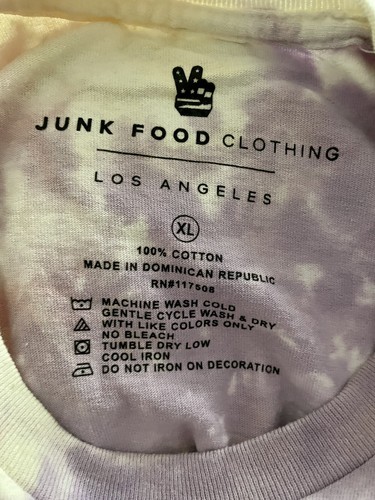 JUNK FOOD CLOTHING
LOS ANGELES
XL
100% COTTON
MADE IN DOMINICAN REPUBLIC
RN#117508
MACHINE WASH COLD
GENTLE CYCLE WASH & DRY
WITH LIKE COLORS ONLY
NO BLEACH
TUMBLE DRY LOW
COOL IRON
DO NOT IRON ON DECORATION